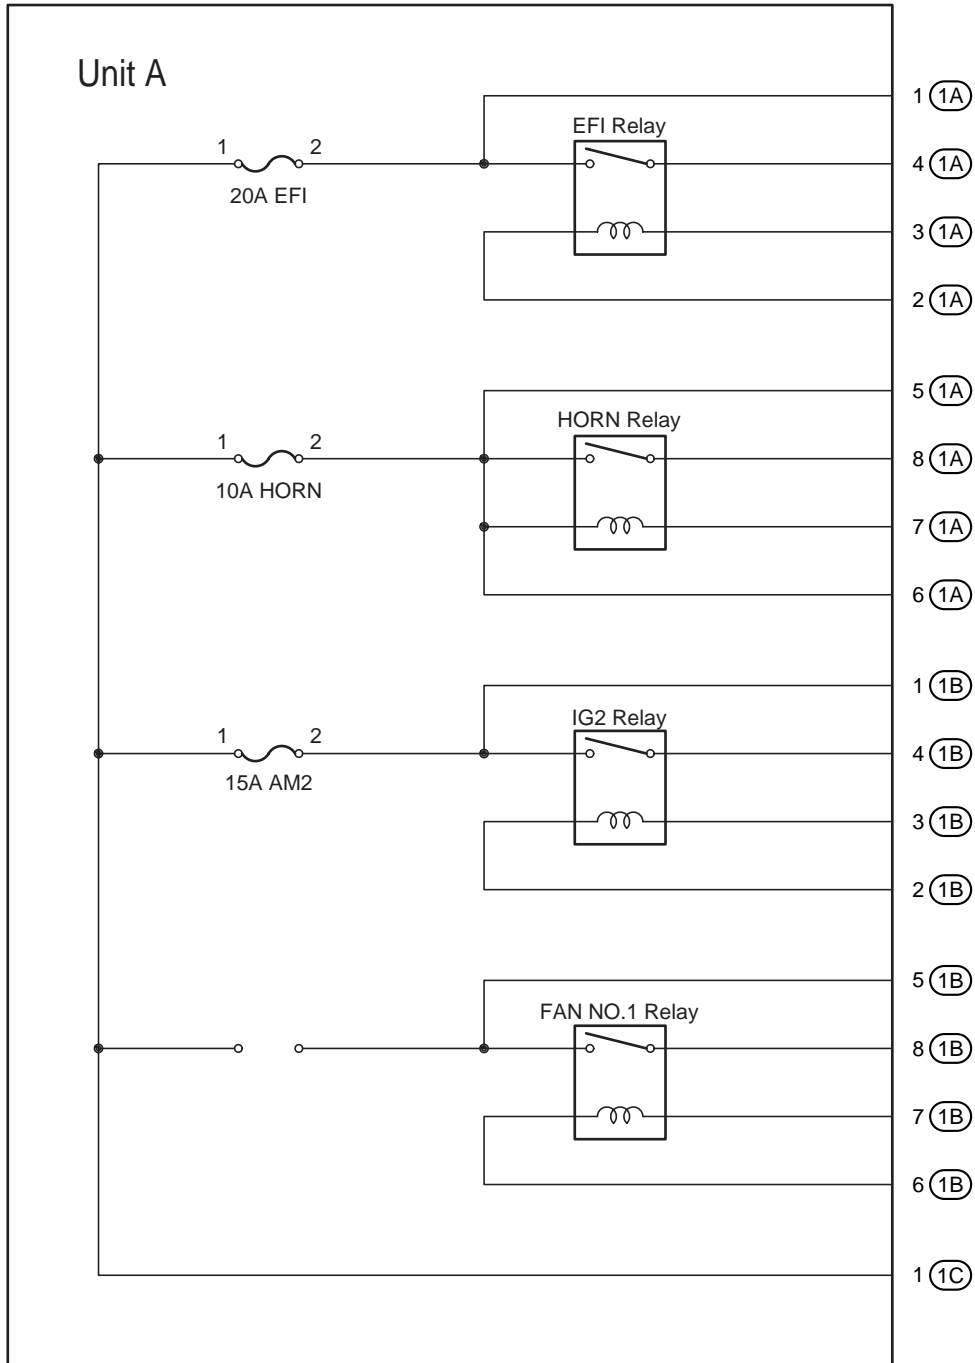 Unit A
1 1A
EFI Relay
1 2
4 1A
20A EFI
3 1A
2 1A
5 1A
HORN Relay
1 2
8 1A
10A HORN
7 1A
6 1A
1 1B
IG2 Relay
1 2
4 1B
15A AM2
3 1B
2 1B
5 1B
FAN NO.1 Relay
8 1B
7 1B
6 1B
1 1C